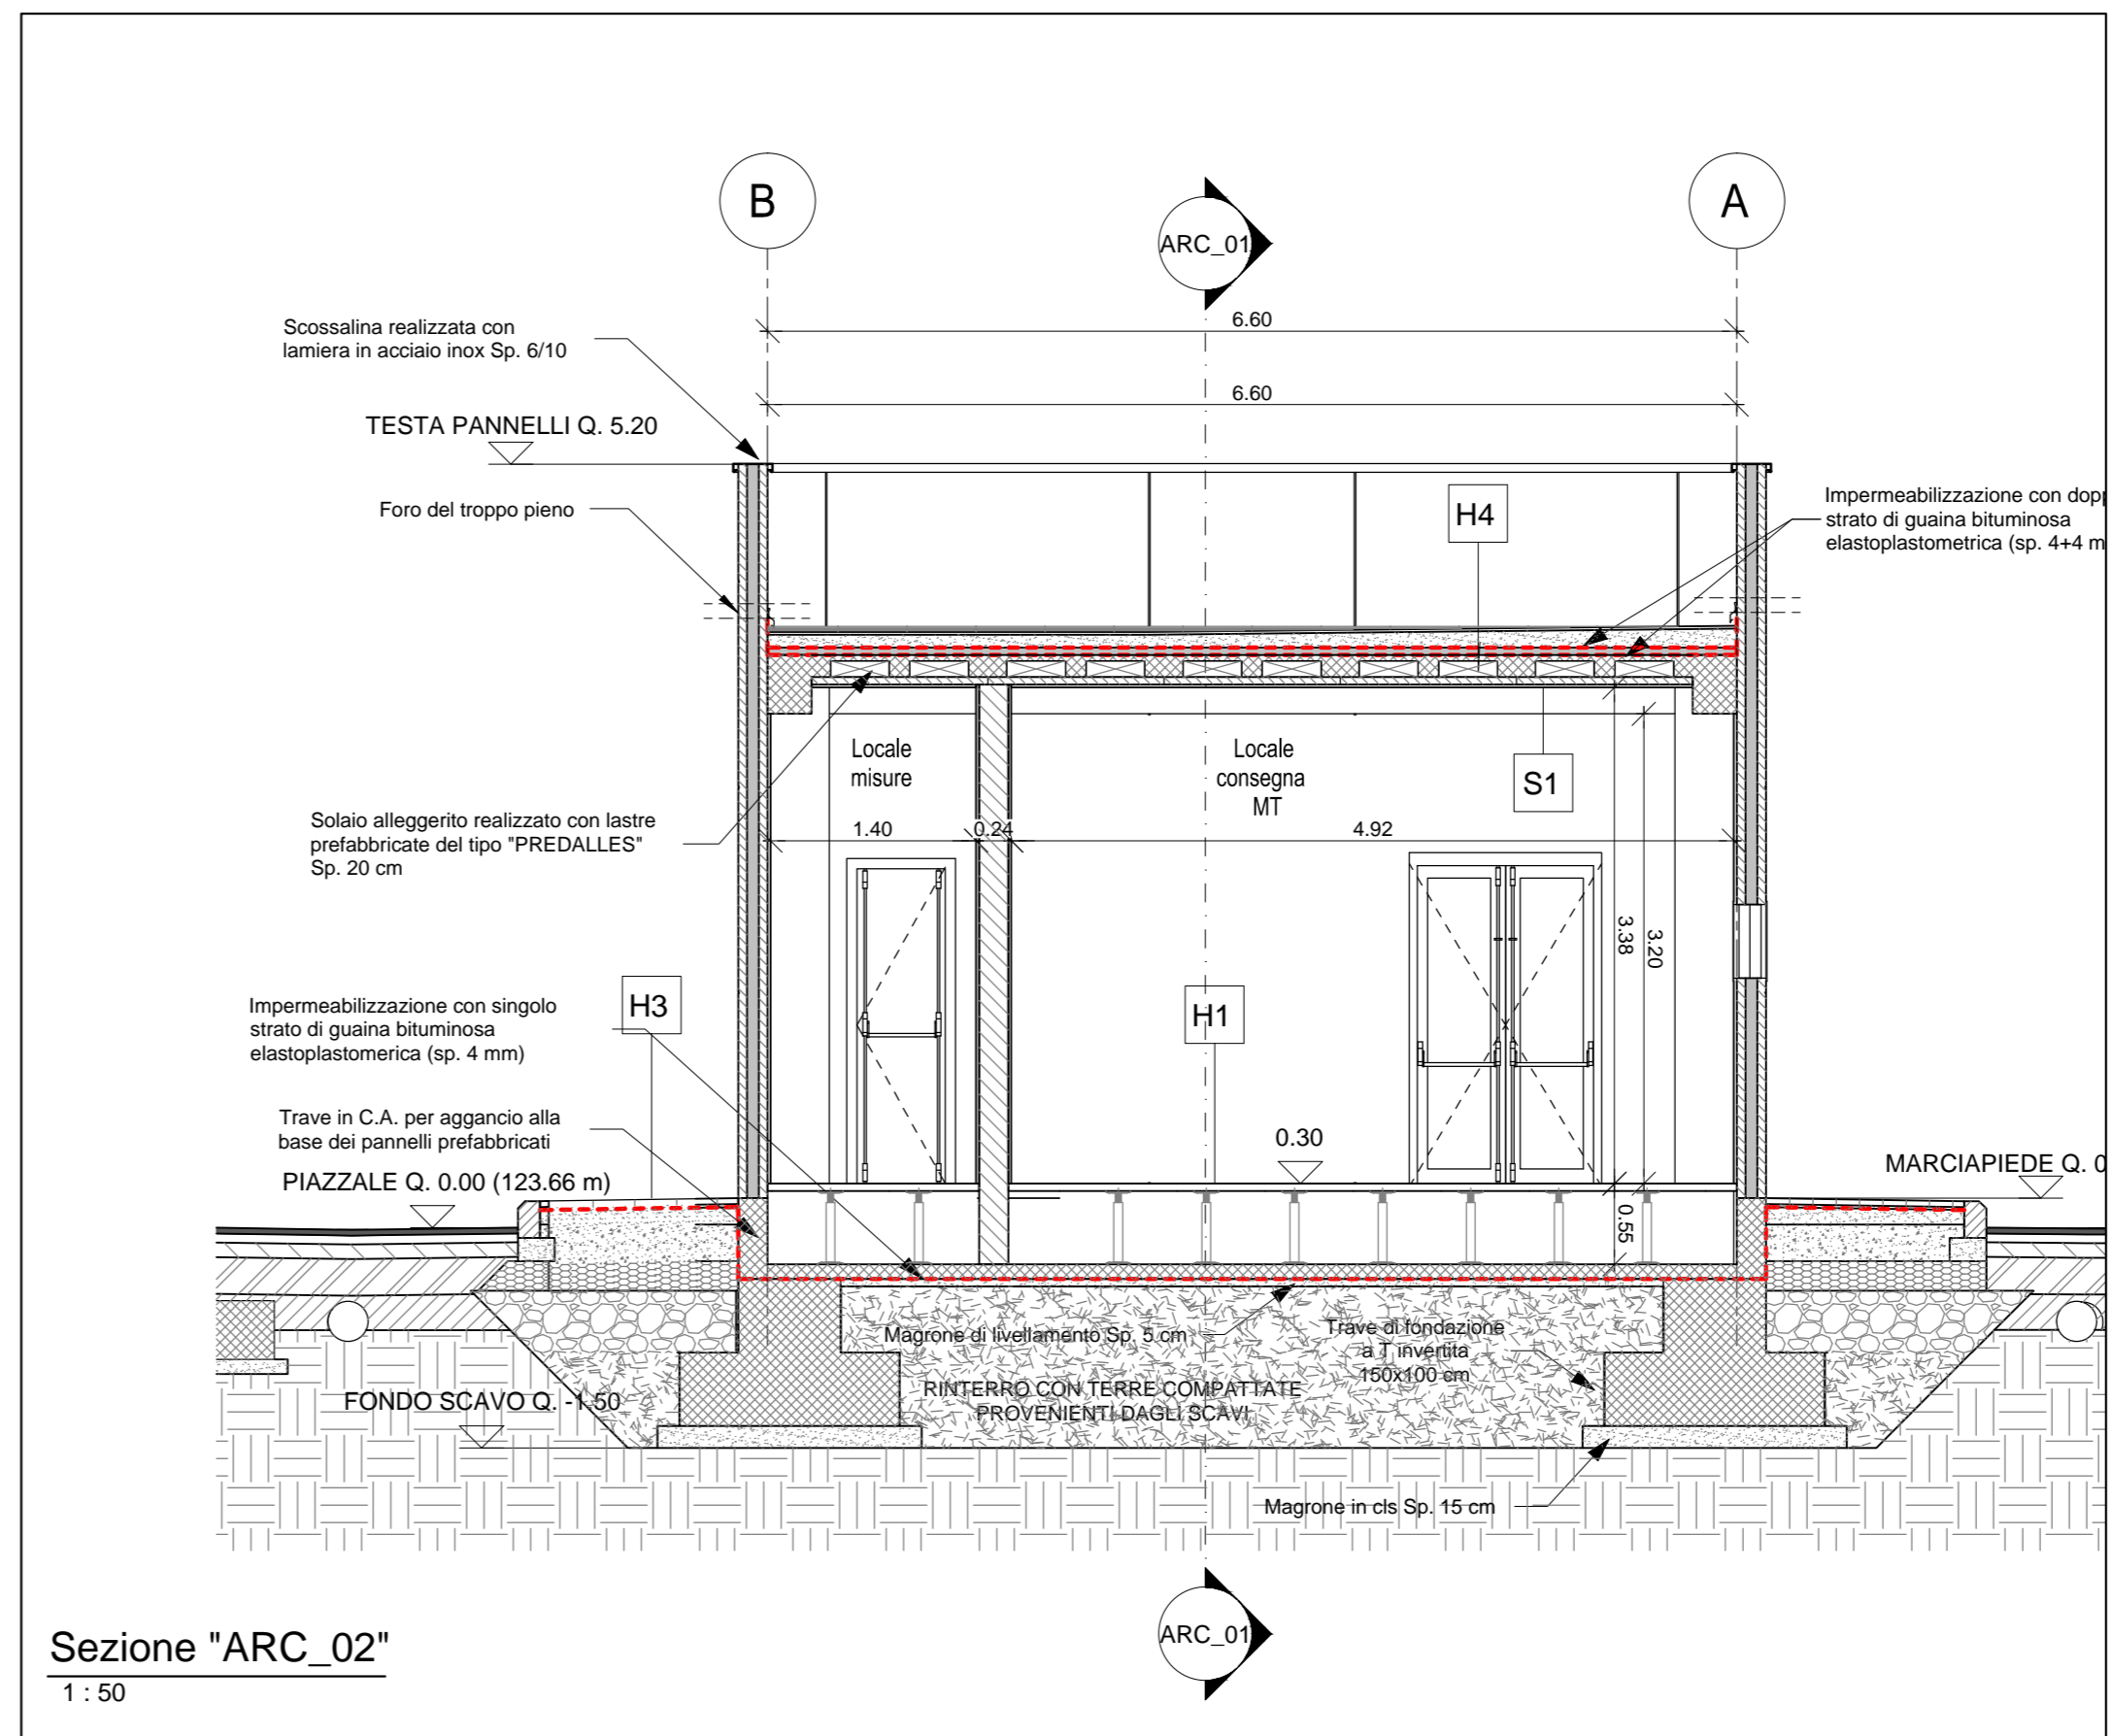 B
A
ARC_01
6.60
6.60
Scossalina realizzata con
lamiera in acciaio inox Sp. 6/10
TESTA PANNELLI Q. 5.20
Foro del troppo pieno
H4
Impermeabilizzazione con dopp
strato di guaina bituminosa
elastoplastometrica (sp. 4+4 m
Locale
misure
Locale
consegna
MT
S1
Solaio alleggerito realizzato con lastre
prefabbricate del tipo "PREDALLES"
Sp. 20 cm
1.40
0.24
4.92
3.38
3.20
H3
H1
Impermeabilizzazione con singolo
strato di guaina bituminosa
elastoplastomerica (sp. 4 mm)
Trave in C.A. per aggancio alla
base dei pannelli prefabbricati
0.30
PIAZZALE Q. 0.00 (123.66 m)
MARCIAPIEDE Q. 0
0.55
Magrone di livellamento Sp. 5 cm
Trave di fondazione
a T invertita
150x100 cm
RINTERRO CON TERRE COMPATTATE
PROVENIENTI DAGLI SCAVI
FONDO SCAVO Q. -1.50
Magrone in cls Sp. 15 cm
ARC_01
Sezione "ARC_02"
1 : 50